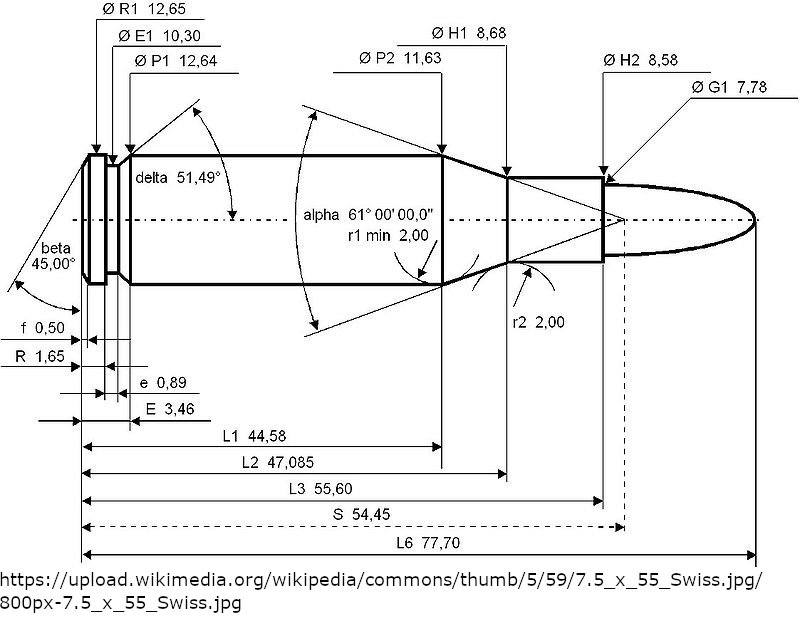 Ø R1 12,65
Ø E1 10,30
Ø P1 12,64
Ø P2 11,63
Ø H1 8,68
Ø H2 8,58
Ø G1 7,78
delta 51,49°
alpha 61° 00' 00,0"
r1 min 2,00
beta
45,00°
r2 2,00
f 0,50
R 1,65
e 0,89
E 3,46
L1 44,58
L2 47,085
L3 55,60
S 54,45
L6 77,70
https://upload.wikimedia.org/wikipedia/commons/thumb/5/59/7.5_x_55_Swiss.jpg/
800px-7.5_x_55_Swiss.jpg